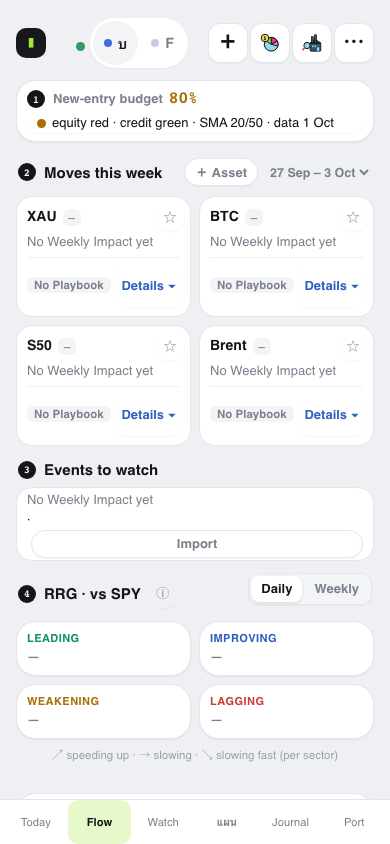 บ F + ...
1 New-entry budget 80%
equity red · credit green · SMA 20/50 · data 1 Oct
2 Moves this week + Asset 27 Sep – 3 Oct
XAU –
No Weekly Impact yet
No Playbook Details
BTC –
No Weekly Impact yet
No Playbook Details
S50 –
No Weekly Impact yet
No Playbook Details
Brent –
No Weekly Impact yet
No Playbook Details
3 Events to watch
No Weekly Impact yet
·
Import
4 RRG · vs SPY ⓘ Daily Weekly
LEADING
—
IMPROVING
—
WEAKENING
—
LAGGING
—
↗ speeding up · → slowing · ↘ slowing fast (per sector)
Today Flow Watch แผน Journal Port